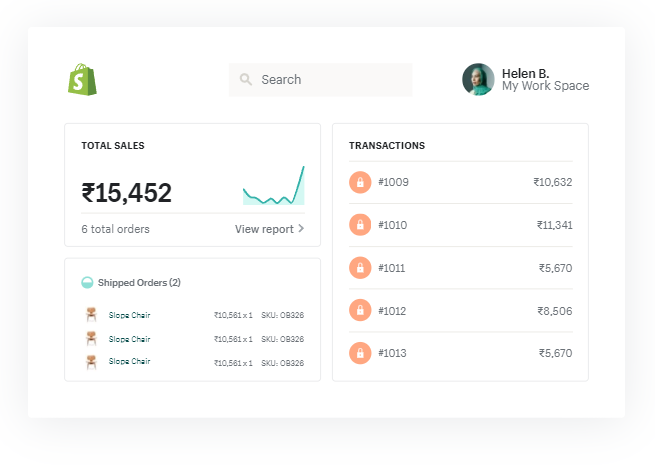 S
Search
Helen B.
My Work Space
TOTAL SALES
₹15,452
6 total orders View report
Shipped Orders (2)
Slope Chair ₹10,561 x 1 SKU: OB326
Slope Chair ₹10,561 x 1 SKU: OB326
Slope Chair ₹10,561 x 1 SKU: OB326
TRANSACTIONS
#1009 ₹10,632
#1010 ₹11,341
#1011 ₹5,670
#1012 ₹8,506
#1013 ₹5,670